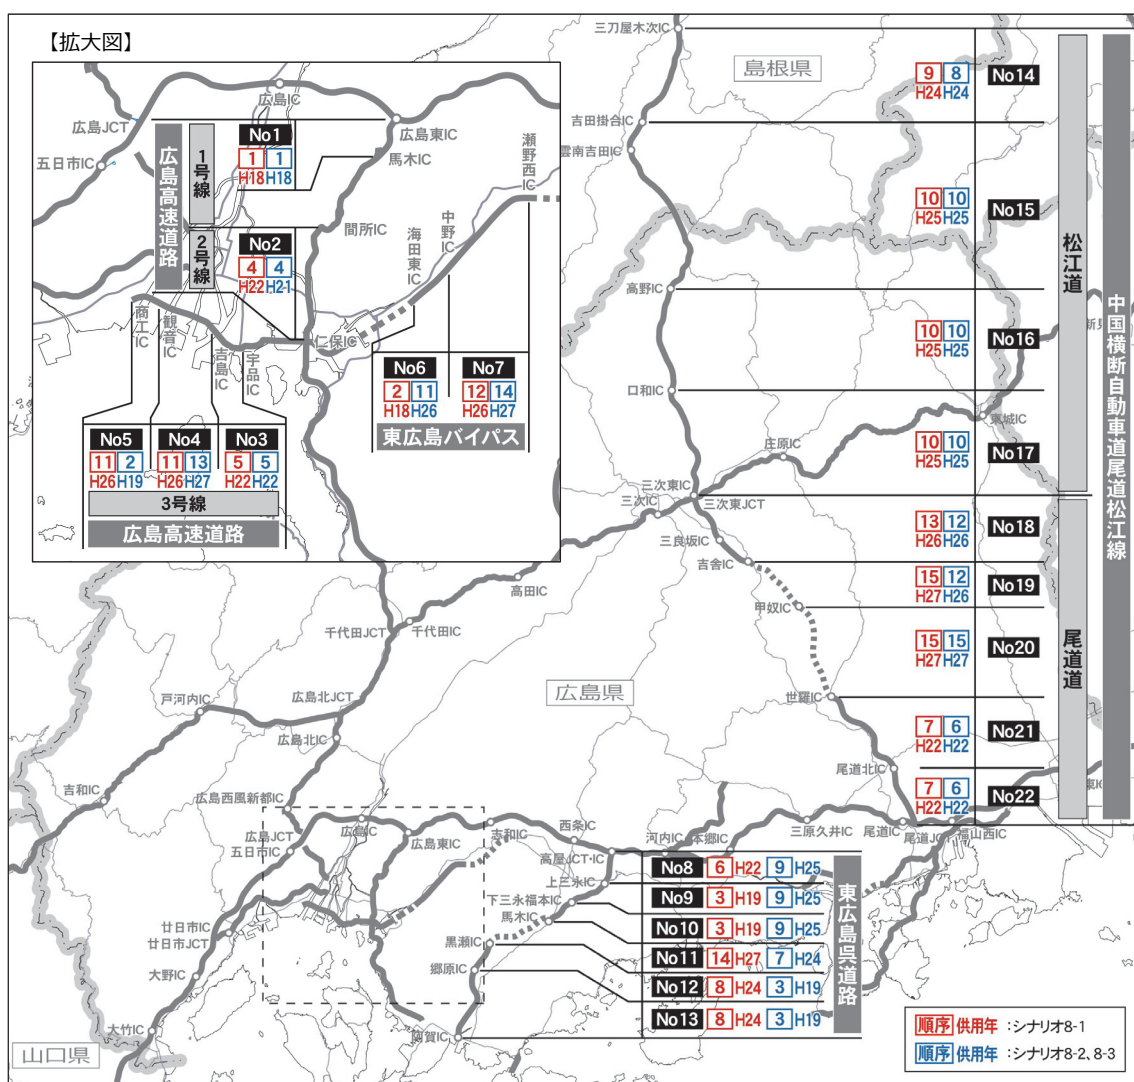 【拡大図】
広島IC
広島JCT
五日市IC
広島東IC
馬木IC
瀬野西IC
中野IC
海田東IC
間所IC
仁保IC
商工IC
観音IC
吉島IC
宇品IC
広島高速道路
1号線
2号線
No1
1 1
H18 H18
No2
4 4
H22 H21
No6
2 11
H18 H26
No7
12 14
H26 H27
東広島バイパス
No5
11 2
H26 H19
No4
11 13
H26 H27
No3
5 5
H22 H22
3号線
広島高速道路
三刀屋木次IC
島根県
吉田掛合IC
雲南吉田IC
高野IC
口和IC
東城IC
庄原IC
三次東IC
三次IC
三次東JCT
三良坂IC
吉舎IC
甲奴IC
高田IC
千代田JCT
千代田IC
広島県
世羅IC
戸河内IC
広島北JCT
広島北IC
尾道北IC
吉和IC
広島西風新都IC
広島JCT
五日市IC
広島IC
広島東IC
志和IC
西条IC
高屋JCT・IC
河内IC
本郷IC
三原久井IC
尾道IC
尾道JCT
福山西IC
上三永IC
下三永福本IC
馬木IC
黒瀬IC
郷原IC
阿賀IC
廿日市IC
廿日市JCT
大野IC
大竹IC
山口県
9 8
H24 H24
No14
10 10
H25 H25
No15
10 10
H25 H25
No16
10 10
H25 H25
No17
13 12
H26 H26
No18
15 12
H27 H26
No19
15 15
H27 H27
No20
7 6
H22 H22
No21
7 6
H22 H22
No22
松江道
尾道道
中国横断自動車道尾道松江線
No8 6 H22 9 H25
No9 3 H19 9 H25
No10 3 H19 9 H25
No11 14 H27 7 H24
No12 8 H24 3 H19
No13 8 H24 3 H19
東広島呉道路
順序 供用年 :シナリオ8-1
順序 供用年 :シナリオ8-2、8-3